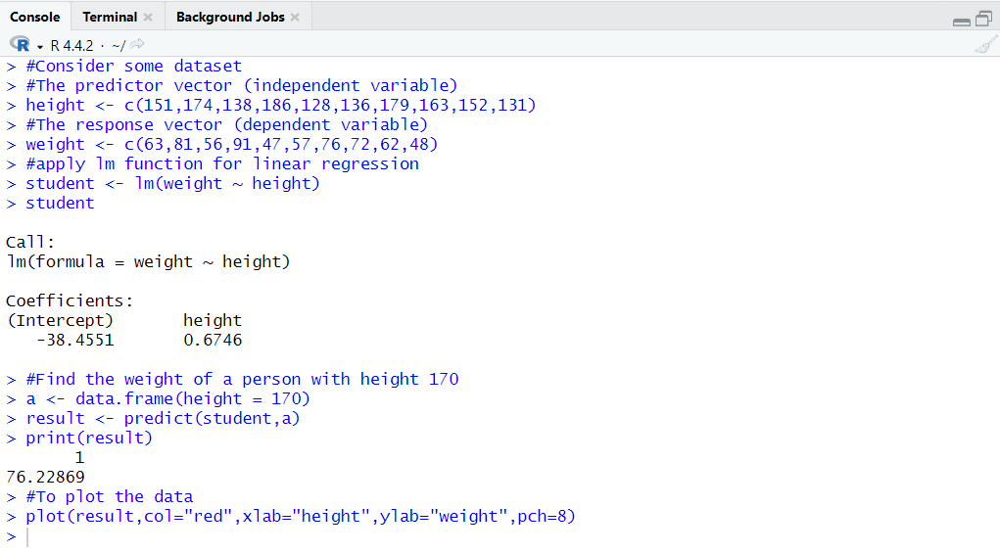 Console Terminal Background Jobs
R R 4.4.2 · ~/
> #Consider some dataset
> #The predictor vector (independent variable)
> height <- c(151,174,138,186,128,136,179,163,152,131)
> #The response vector (dependent variable)
> weight <- c(63,81,56,91,47,57,76,72,62,48)
> #apply lm function for linear regression
> student <- lm(weight ~ height)
> student
Call:
lm(formula = weight ~ height)
Coefficients:
(Intercept) height
-38.4551 0.6746
> #Find the weight of a person with height 170
> a <- data.frame(height = 170)
> result <- predict(student,a)
> print(result)
1
76.22869
> #To plot the data
> plot(result,col="red",xlab="height",ylab="weight",pch=8)
>